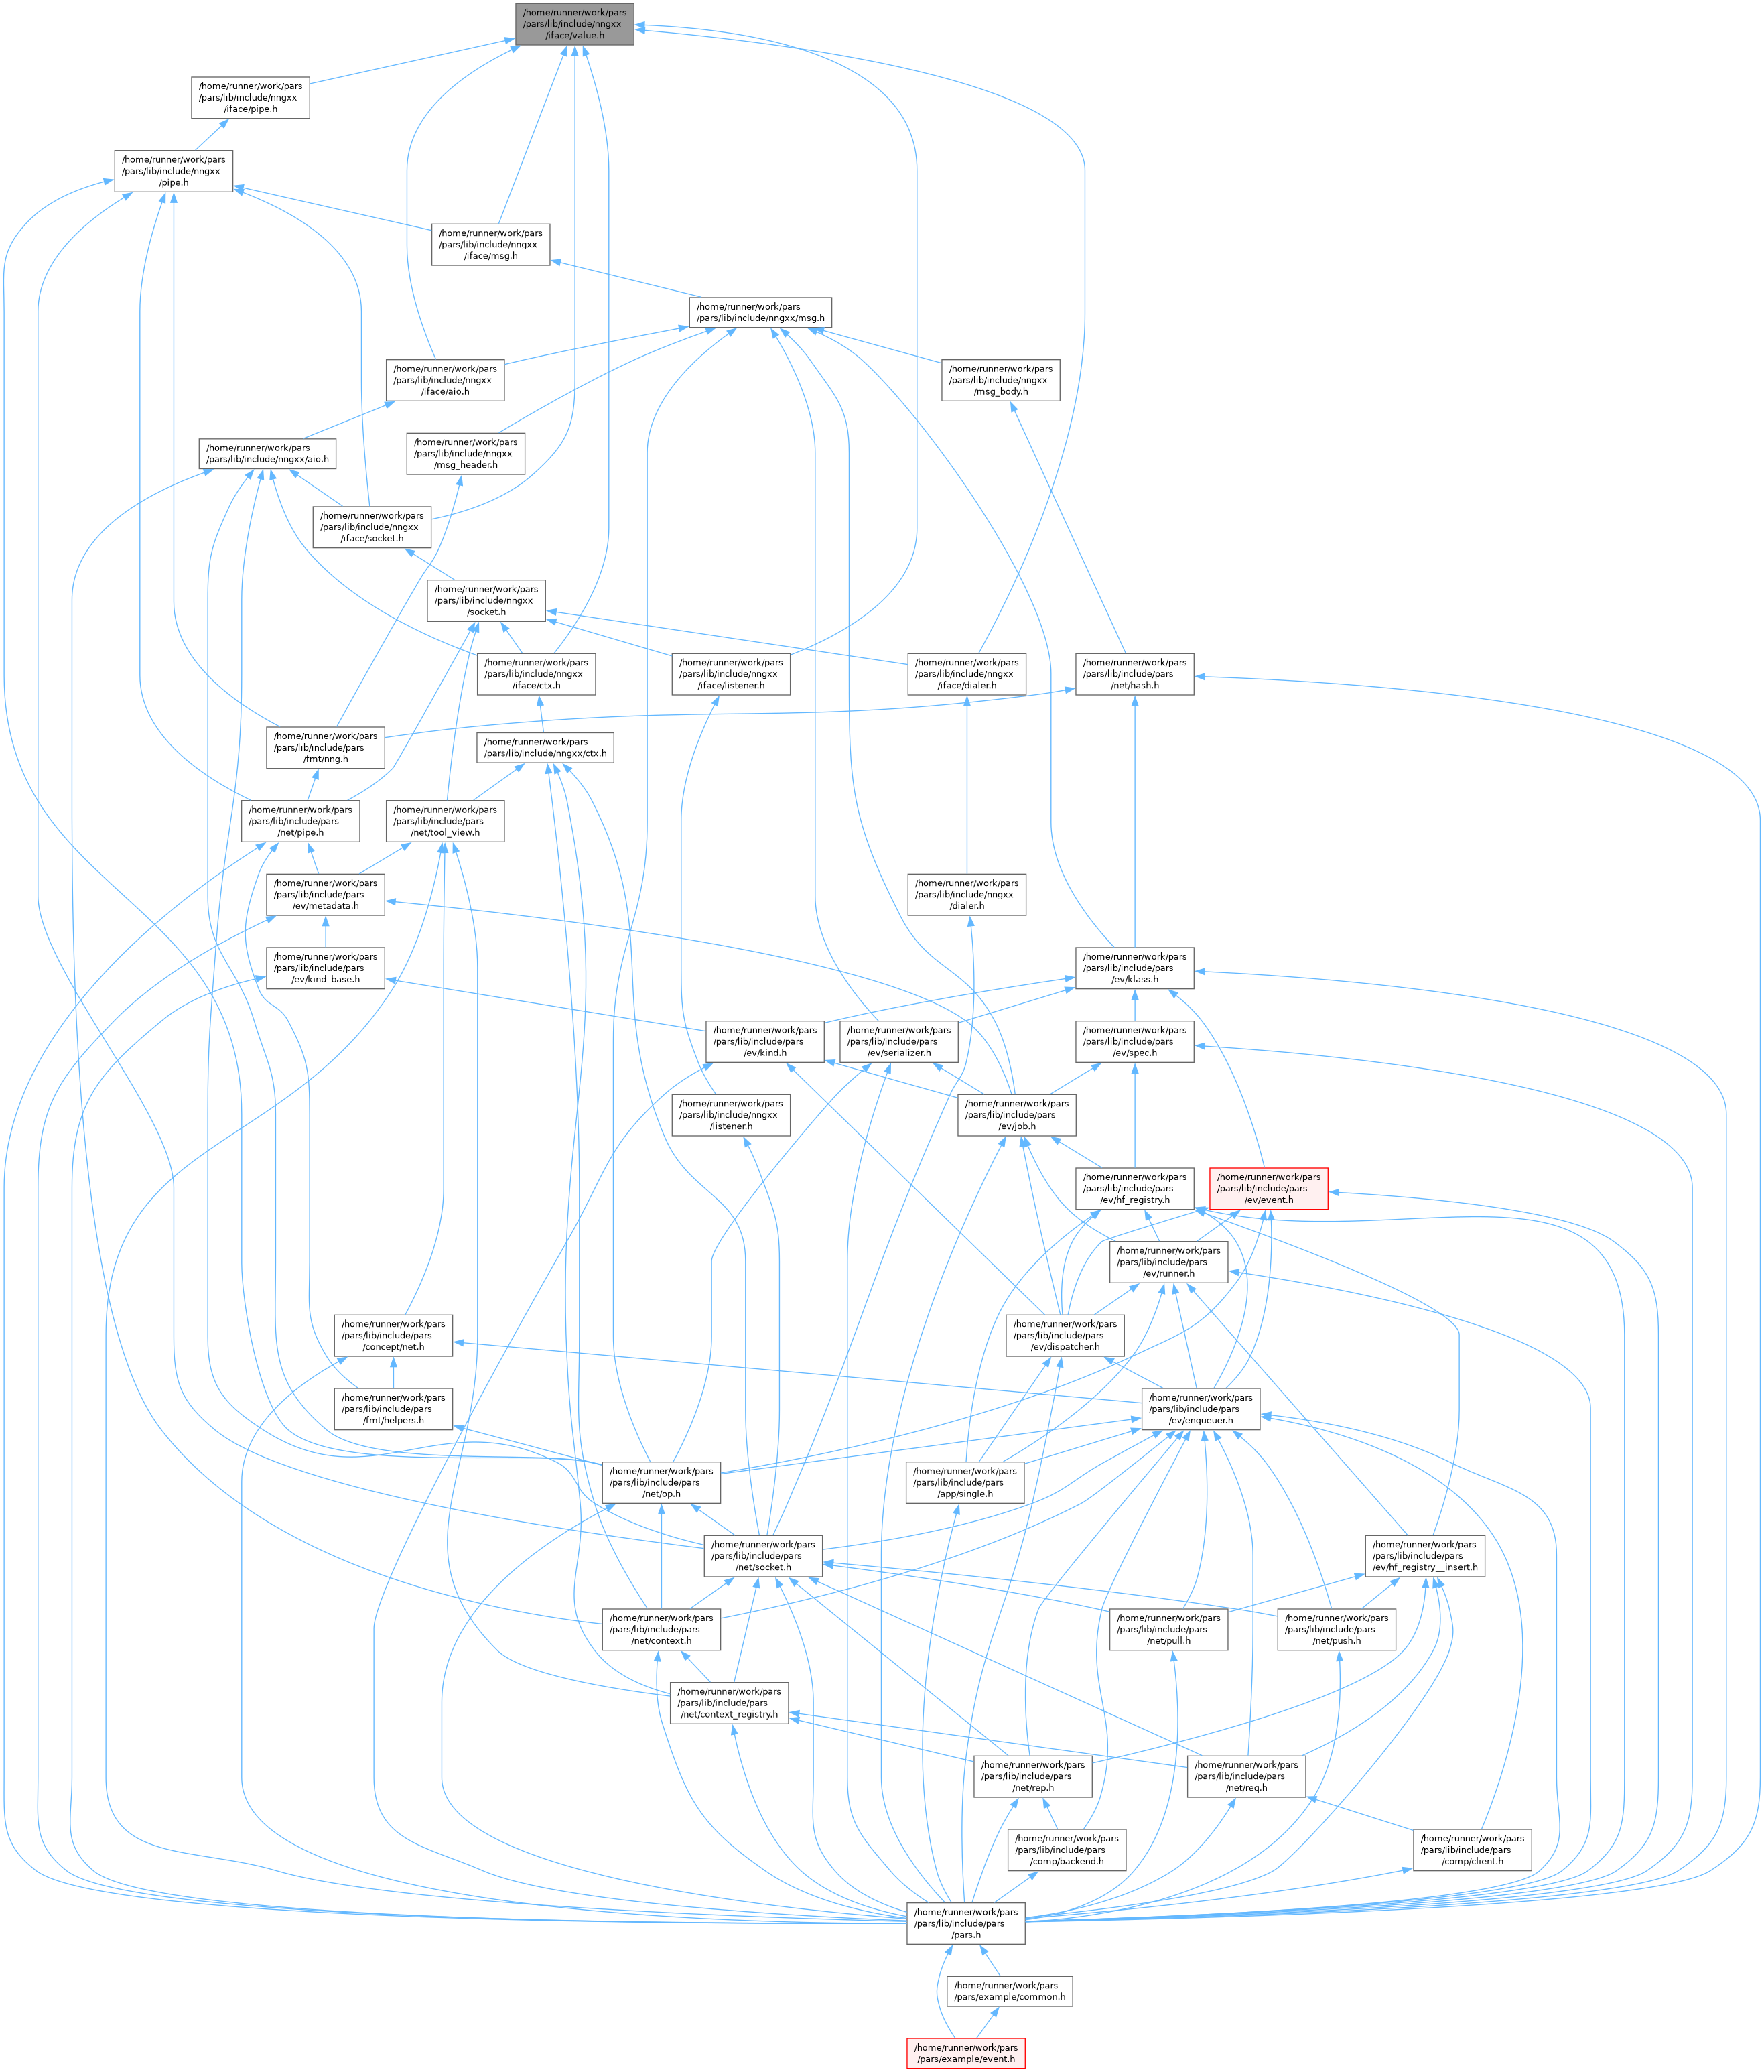 /home/runner/work/pars
/pars/lib/include/nngxx
/iface/value.h
/home/runner/work/pars
/pars/lib/include/nngxx
/iface/pipe.h
/home/runner/work/pars
/pars/lib/include/nngxx
/pipe.h
/home/runner/work/pars
/pars/lib/include/nngxx
/iface/msg.h
/home/runner/work/pars
/pars/lib/include/nngxx/msg.h
/home/runner/work/pars
/pars/lib/include/nngxx
/iface/aio.h
/home/runner/work/pars
/pars/lib/include/nngxx
/msg_body.h
/home/runner/work/pars
/pars/lib/include/nngxx/aio.h
/home/runner/work/pars
/pars/lib/include/nngxx
/msg_header.h
/home/runner/work/pars
/pars/lib/include/nngxx
/iface/socket.h
/home/runner/work/pars
/pars/lib/include/nngxx
/socket.h
/home/runner/work/pars
/pars/lib/include/nngxx
/iface/ctx.h
/home/runner/work/pars
/pars/lib/include/nngxx
/iface/listener.h
/home/runner/work/pars
/pars/lib/include/nngxx
/iface/dialer.h
/home/runner/work/pars
/pars/lib/include/pars
/net/hash.h
/home/runner/work/pars
/pars/lib/include/pars
/fmt/nng.h
/home/runner/work/pars
/pars/lib/include/nngxx/ctx.h
/home/runner/work/pars
/pars/lib/include/pars
/net/pipe.h
/home/runner/work/pars
/pars/lib/include/pars
/net/tool_view.h
/home/runner/work/pars
/pars/lib/include/pars
/ev/metadata.h
/home/runner/work/pars
/pars/lib/include/nngxx
/dialer.h
/home/runner/work/pars
/pars/lib/include/pars
/ev/kind_base.h
/home/runner/work/pars
/pars/lib/include/pars
/ev/klass.h
/home/runner/work/pars
/pars/lib/include/pars
/ev/kind.h
/home/runner/work/pars
/pars/lib/include/pars
/ev/serializer.h
/home/runner/work/pars
/pars/lib/include/pars
/ev/spec.h
/home/runner/work/pars
/pars/lib/include/nngxx
/listener.h
/home/runner/work/pars
/pars/lib/include/pars
/ev/job.h
/home/runner/work/pars
/pars/lib/include/pars
/ev/hf_registry.h
/home/runner/work/pars
/pars/lib/include/pars
/ev/event.h
/home/runner/work/pars
/pars/lib/include/pars
/ev/runner.h
/home/runner/work/pars
/pars/lib/include/pars
/concept/net.h
/home/runner/work/pars
/pars/lib/include/pars
/ev/dispatcher.h
/home/runner/work/pars
/pars/lib/include/pars
/fmt/helpers.h
/home/runner/work/pars
/pars/lib/include/pars
/ev/enqueuer.h
/home/runner/work/pars
/pars/lib/include/pars
/net/op.h
/home/runner/work/pars
/pars/lib/include/pars
/app/single.h
/home/runner/work/pars
/pars/lib/include/pars
/net/socket.h
/home/runner/work/pars
/pars/lib/include/pars
/ev/hf_registry__insert.h
/home/runner/work/pars
/pars/lib/include/pars
/net/context.h
/home/runner/work/pars
/pars/lib/include/pars
/net/pull.h
/home/runner/work/pars
/pars/lib/include/pars
/net/push.h
/home/runner/work/pars
/pars/lib/include/pars
/net/context_registry.h
/home/runner/work/pars
/pars/lib/include/pars
/net/rep.h
/home/runner/work/pars
/pars/lib/include/pars
/net/req.h
/home/runner/work/pars
/pars/lib/include/pars
/comp/backend.h
/home/runner/work/pars
/pars/lib/include/pars
/comp/client.h
/home/runner/work/pars
/pars/lib/include/pars
/pars.h
/home/runner/work/pars
/pars/example/common.h
/home/runner/work/pars
/pars/example/event.h